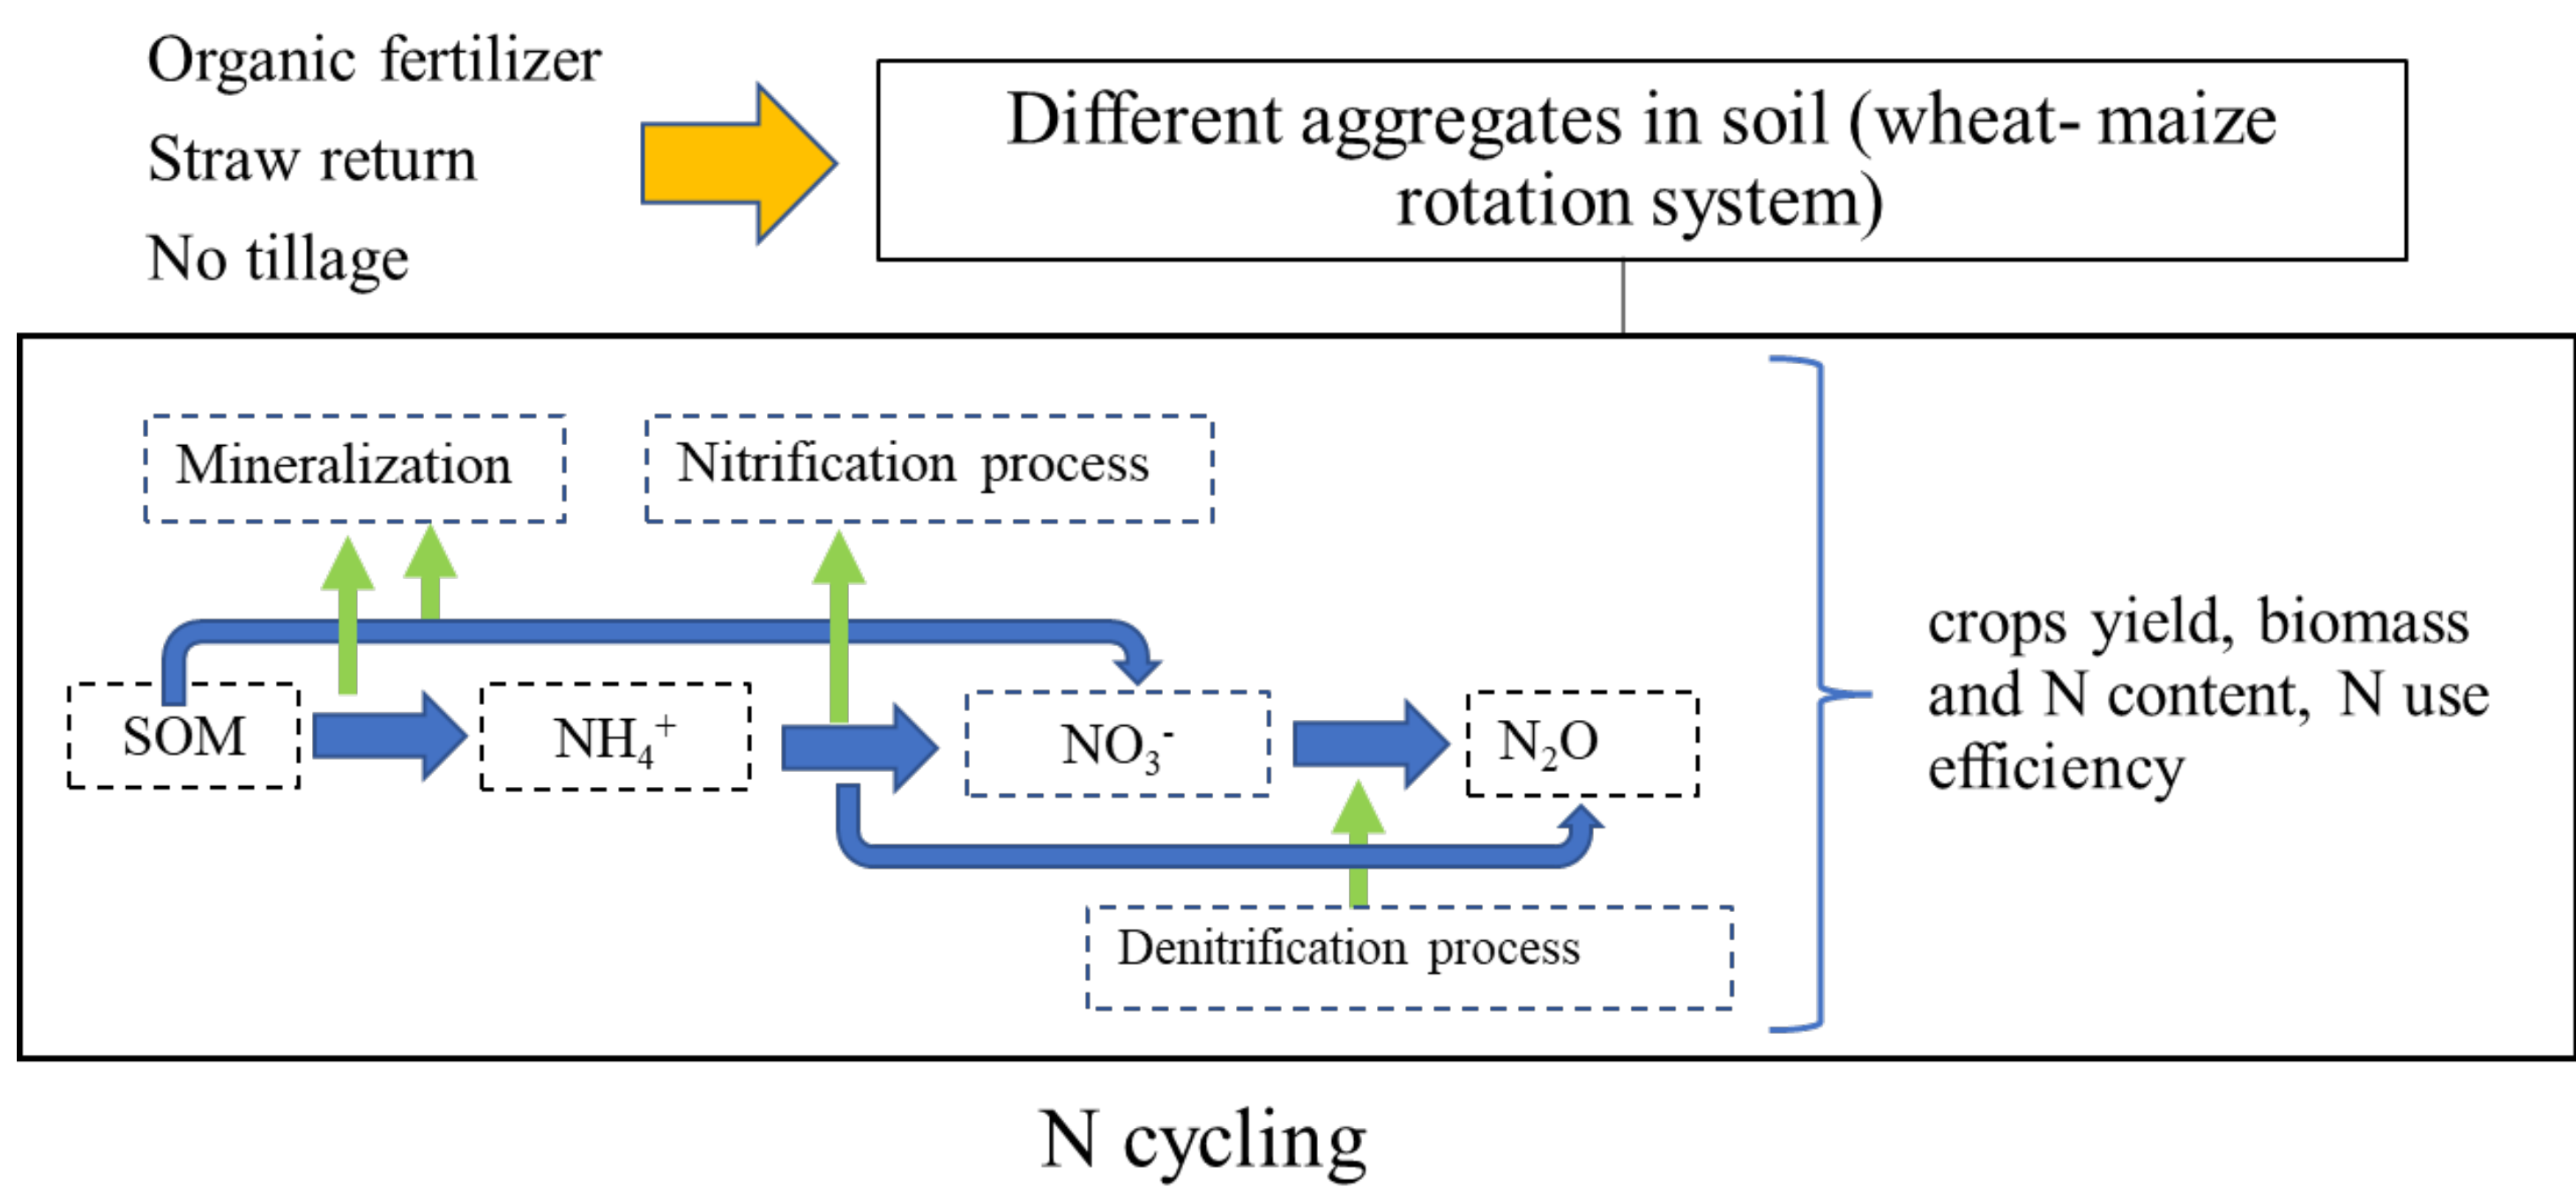 Organic fertilizer
Straw return
No tillage
Different aggregates in soil (wheat- maize
rotation system)
Mineralization
Nitrification process
SOM
NH₄⁺
NO₃⁻
N₂O
Denitrification process
crops yield, biomass
and N content, N use
efficiency
N cycling